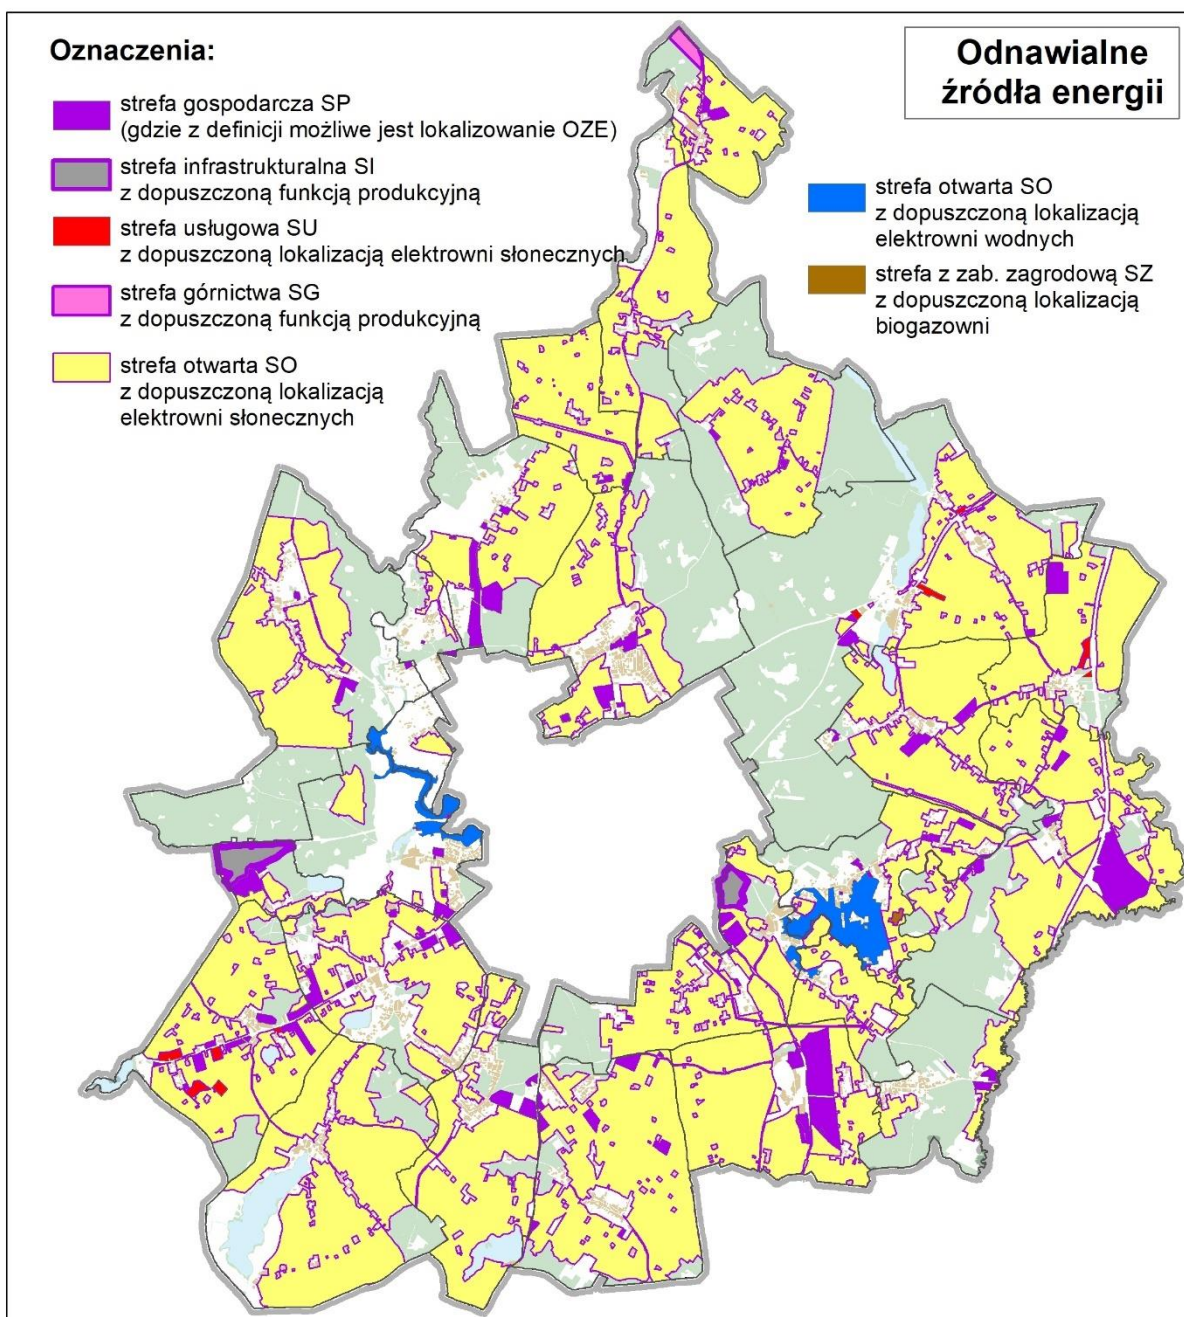 Oznaczenia:
strefa gospodarcza SP
(gdzie z definicji możliwe jest lokalizowanie OZE)
strefa infrastrukturalna SI
z dopuszczoną funkcją produkcyjną
strefa usługowa SU
z dopuszczoną lokalizacją elektrowni słonecznych
strefa górnictwa SG
z dopuszczoną funkcją produkcyjną
strefa otwarta SO
z dopuszczoną lokalizacją
elektrowni słonecznych
Odnawialne
źródła energii
strefa otwarta SO
z dopuszczoną lokalizacją
elektrowni wodnych
strefa z zab. zagrodową SZ
z dopuszczoną lokalizacją
biogazowni